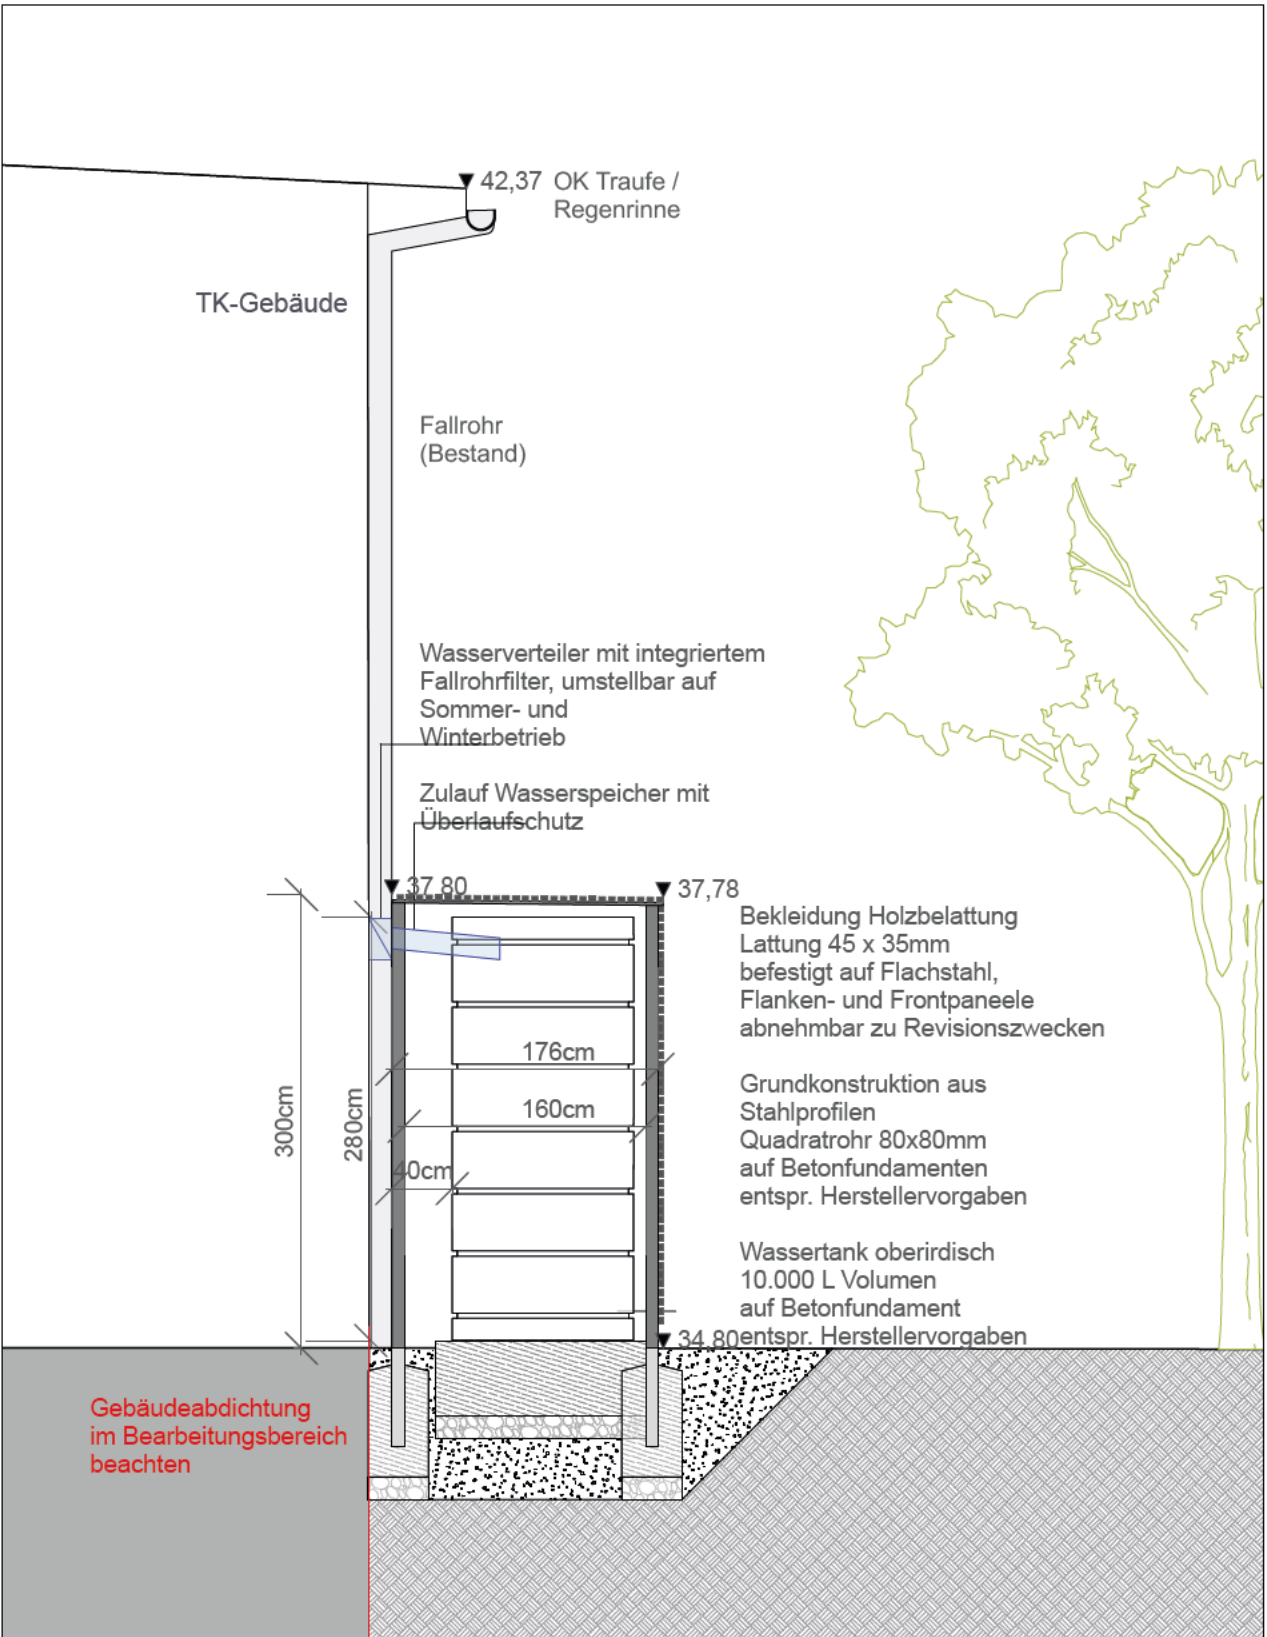 42,37 OK Traufe /
Regenrinne
TK-Gebäude
Fallrohr
(Bestand)
Wasserverteiler mit integriertem
Fallrohrfilter, umstellbar auf
Sommer- und
Winterbetrieb
Zulauf Wasserspeicher mit
Überlaufschutz
37,80
37,78
Bekleidung Holzbelattung
Lattung 45 x 35mm
befestigt auf Flachstahl,
Flanken- und Frontpaneele
abnehmbar zu Revisionszwecken
176cm
300cm
280cm
160cm
40cm
Grundkonstruktion aus
Stahlprofilen
Quadratrohr 80x80mm
auf Betonfundamenten
entspr. Herstellervorgaben
Wassertank oberirdisch
10.000 L Volumen
auf Betonfundament
entspr. Herstellervorgaben
34,80
Gebäudeabdichtung
im Bearbeitungsbereich
beachten